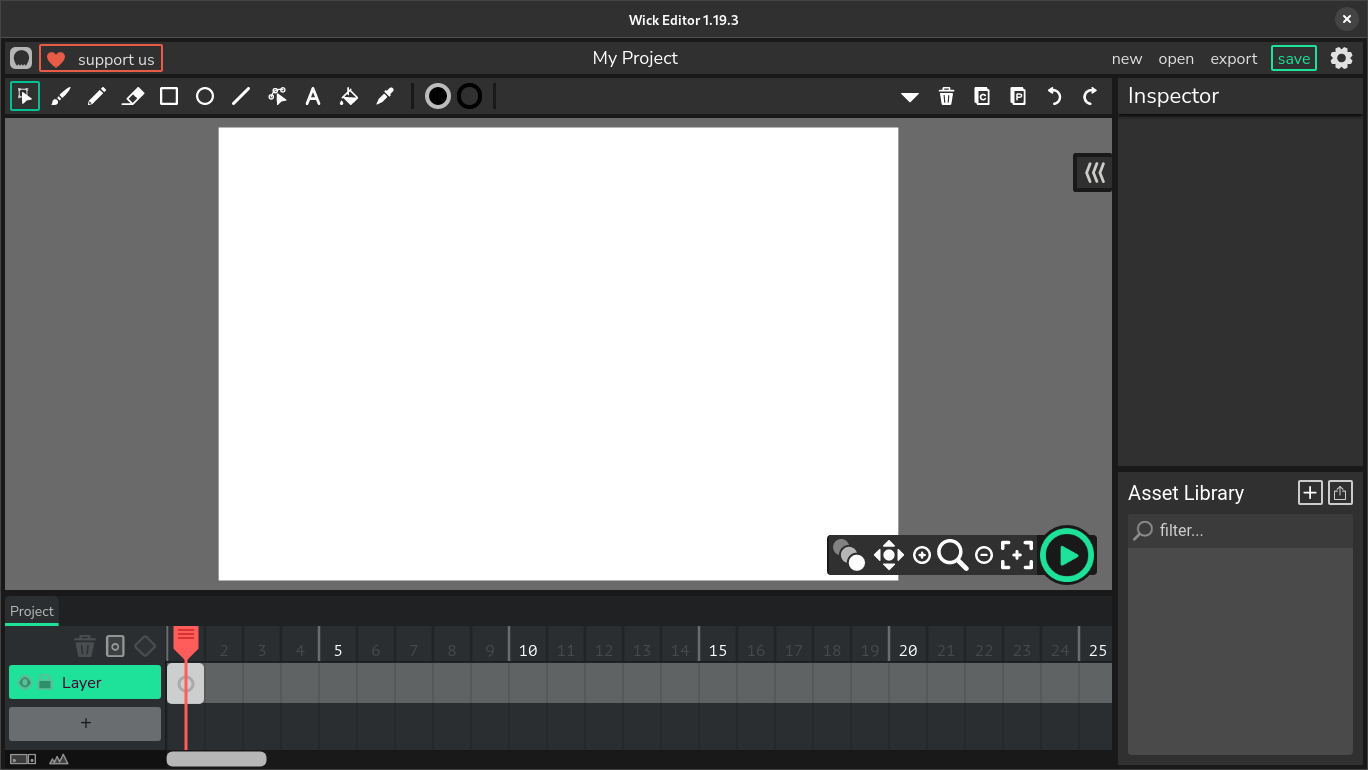 Wick Editor 1.19.3
support us
My Project
new open export save
Inspector
Asset Library
filter...
Project
2 3 4 5 6 7 8 9 10 11 12 13 14 15 16 17 18 19 20 21 22 23 24 25
Layer
+